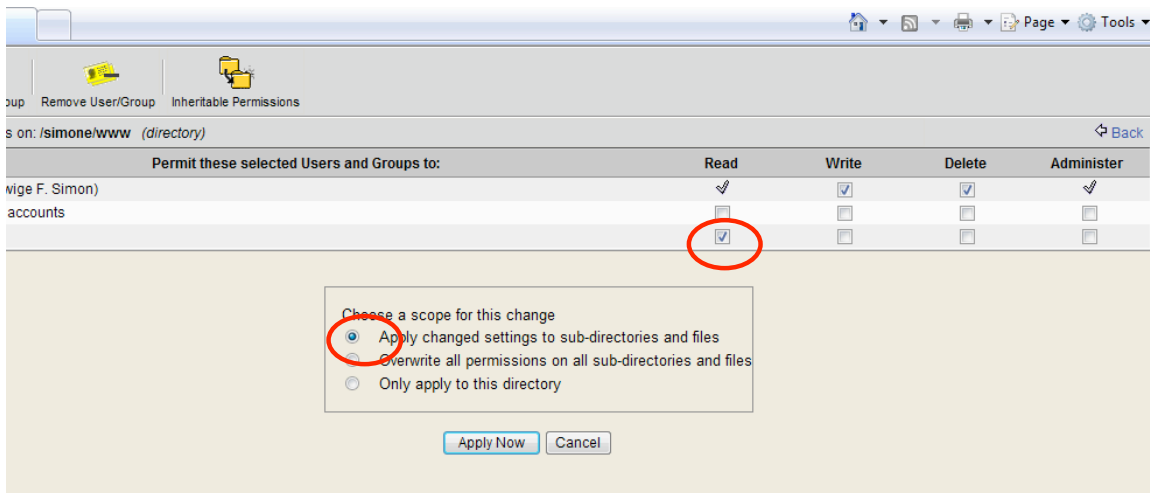 Page Tools
Remove User/Group Inheritable Permissions
s on: /simone/www (directory) Back
Permit these selected Users and Groups to: Read Write Delete Administer
wige F. Simon)
accounts
Choose a scope for this change
Apply changed settings to sub-directories and files
Overwrite all permissions on all sub-directories and files
Only apply to this directory
Apply Now Cancel